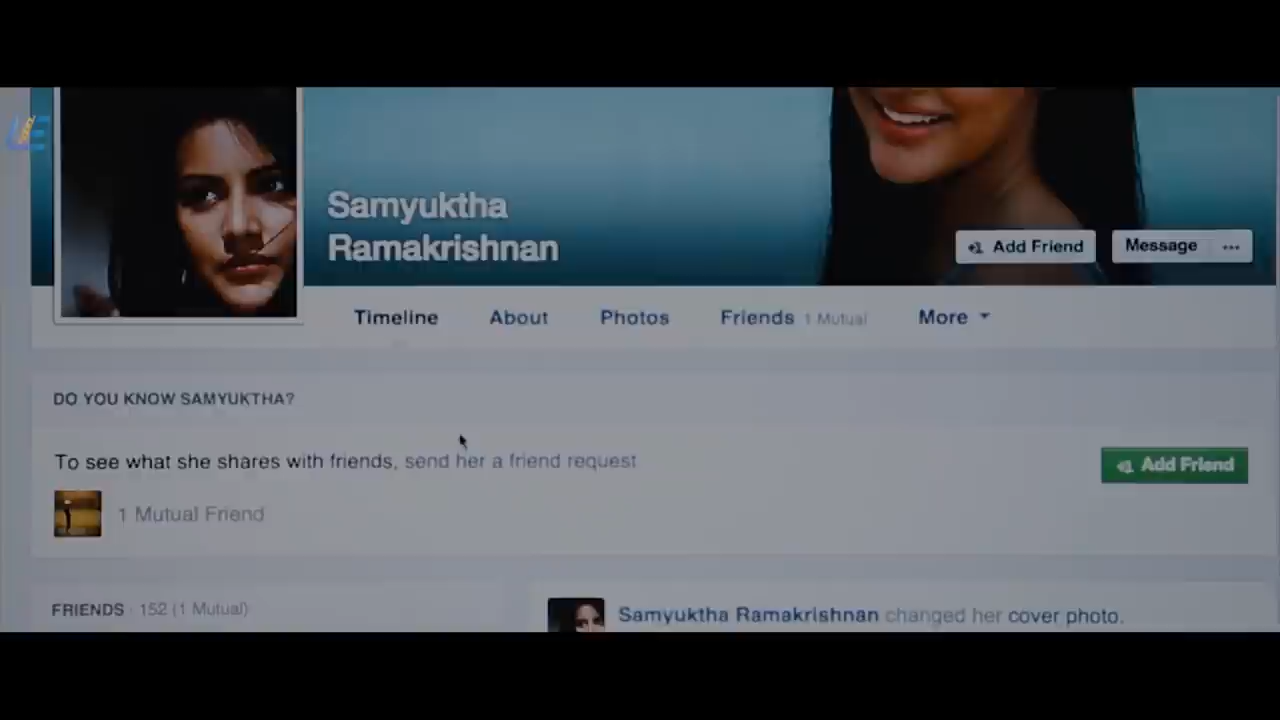 Samyuktha
Ramakrishnan
Add Friend
Message ...
Timeline About Photos Friends 1 Mutual More
DO YOU KNOW SAMYUKTHA?
To see what she shares with friends, send her a friend request
Add Friend
1 Mutual Friend
FRIENDS · 152 (1 Mutual)
Samyuktha Ramakrishnan changed her cover photo.